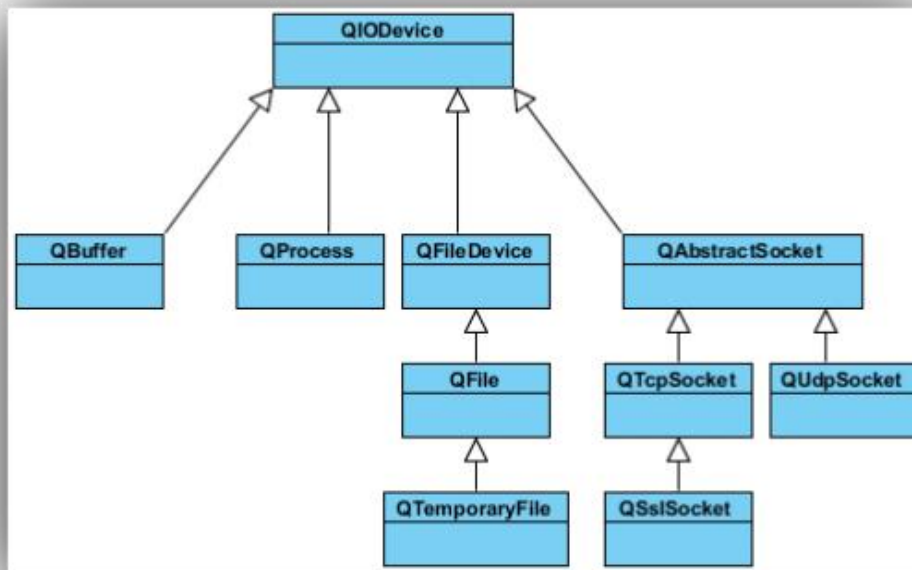 QIODevice
QBuffer
QProcess
QFileDevice
QAbstractSocket
QFile
QTcpSocket
QUdpSocket
QTemporaryFile
QSslSocket